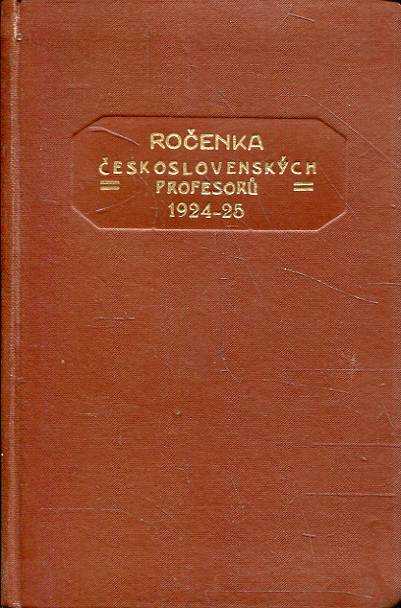 ROČENKA
ČESKOSLOVENSKÝCH
PROFESORŮ
1924-25